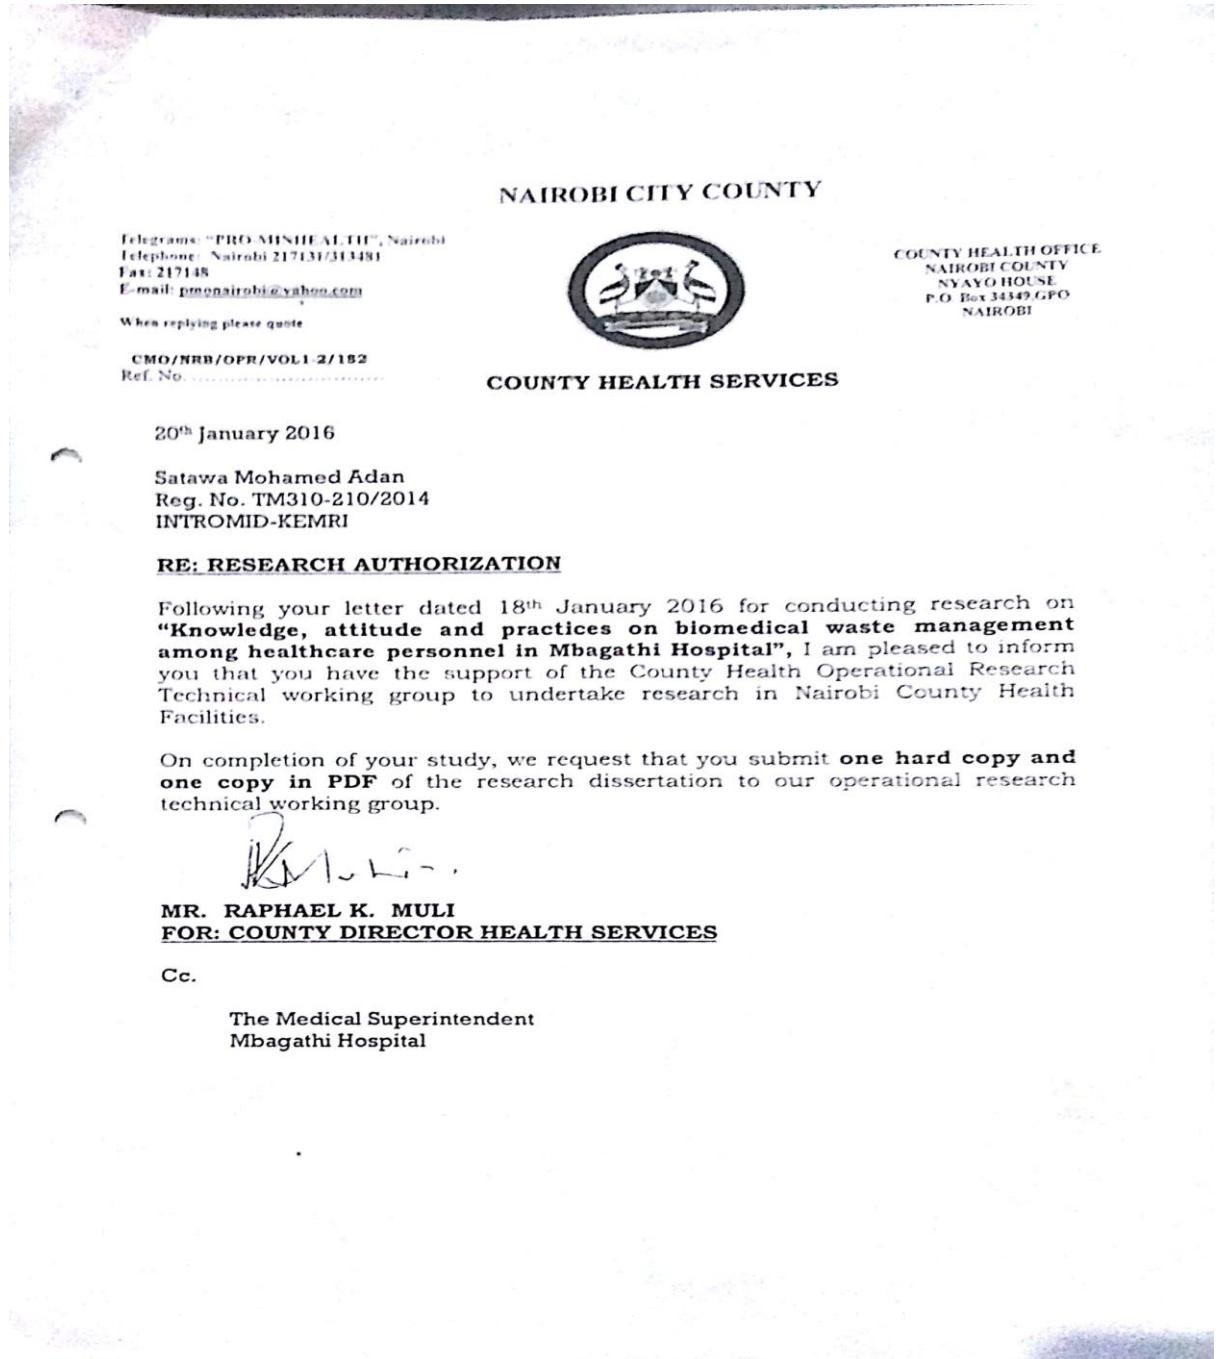 NAIROBI CITY COUNTY
Telegrams: "PRO-MINHEALTH", Nairobi
Telephone: Nairobi 217131/313481
Fax: 217148
E-mail: pmonairobi@yahoo.com
When replying please quote
CMO/NRB/OPR/VOL1-2/182
Ref. No..............................
COUNTY HEALTH OFFICE
NAIROBI COUNTY
NYAYO HOUSE
P.O. Box 34349,GPO
NAIROBI
COUNTY HEALTH SERVICES
20th January 2016
Satawa Mohamed Adan
Reg. No. TM310-210/2014
INTROMID-KEMRI
RE: RESEARCH AUTHORIZATION
Following your letter dated 18th January 2016 for conducting research on
“Knowledge, attitude and practices on biomedical waste management
among healthcare personnel in Mbagathi Hospital”, I am pleased to inform
you that you have the support of the County Health Operational Research
Technical working group to undertake research in Nairobi County Health
Facilities.
On completion of your study, we request that you submit one hard copy and
one copy in PDF of the research dissertation to our operational research
technical working group.
MR. RAPHAEL K. MULI
FOR: COUNTY DIRECTOR HEALTH SERVICES
Cc.
The Medical Superintendent
Mbagathi Hospital